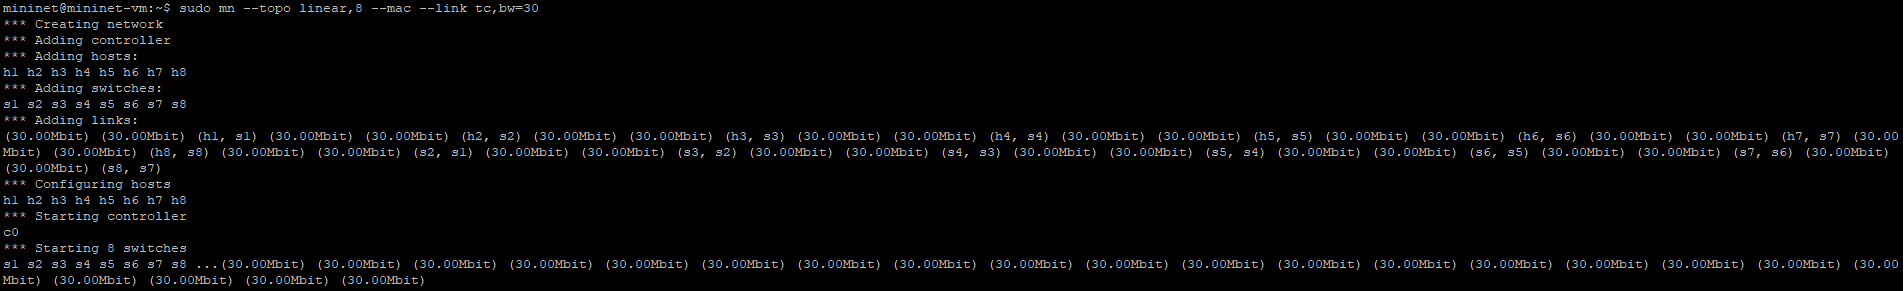 mininet@mininet-vm:~$ sudo mn --topo linear,8 --mac --link tc,bw=30
*** Creating network
*** Adding controller
*** Adding hosts:
h1 h2 h3 h4 h5 h6 h7 h8
*** Adding switches:
s1 s2 s3 s4 s5 s6 s7 s8
*** Adding links:
(30.00Mbit) (30.00Mbit) (h1, s1) (30.00Mbit) (30.00Mbit) (h2, s2) (30.00Mbit) (30.00Mbit) (h3, s3) (30.00Mbit) (30.00Mbit) (h4, s4) (30.00Mbit) (30.00Mbit) (h5, s5) (30.00Mbit) (30.00Mbit) (h6, s6) (30.00Mbit) (30.00Mbit) (h7, s7) (30.00
Mbit) (30.00Mbit) (h8, s8) (30.00Mbit) (30.00Mbit) (s2, s1) (30.00Mbit) (30.00Mbit) (s3, s2) (30.00Mbit) (30.00Mbit) (s4, s3) (30.00Mbit) (30.00Mbit) (s5, s4) (30.00Mbit) (30.00Mbit) (s6, s5) (30.00Mbit) (30.00Mbit) (s7, s6) (30.00Mbit)
(30.00Mbit) (s8, s7)
*** Configuring hosts
h1 h2 h3 h4 h5 h6 h7 h8
*** Starting controller
c0
*** Starting 8 switches
s1 s2 s3 s4 s5 s6 s7 s8 ...(30.00Mbit) (30.00Mbit) (30.00Mbit) (30.00Mbit) (30.00Mbit) (30.00Mbit) (30.00Mbit) (30.00Mbit) (30.00Mbit) (30.00Mbit) (30.00Mbit) (30.00Mbit) (30.00Mbit) (30.00Mbit) (30.00Mbit) (30.00Mbit) (30.00Mbit) (30.00
Mbit) (30.00Mbit) (30.00Mbit) (30.00Mbit) (30.00Mbit)